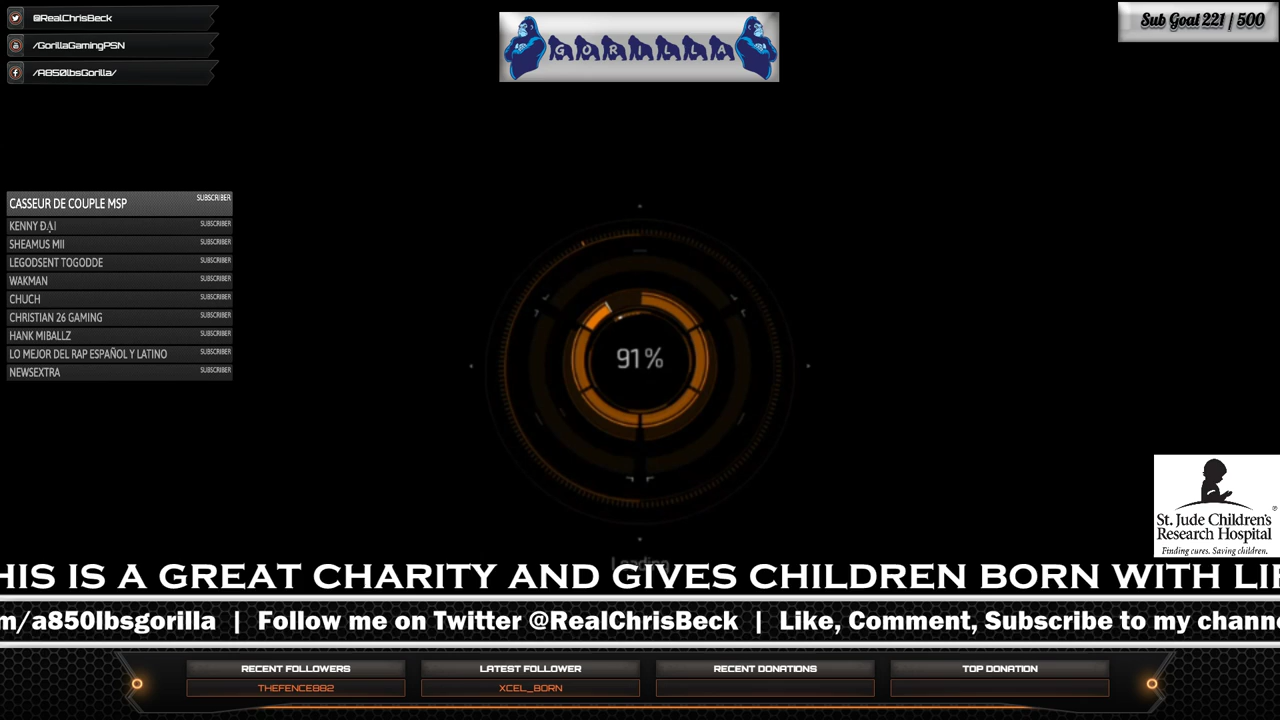 @RealChrisBeck
/GorillaGamingPSN
/A850lbsGorilla/
GORILLA
Sub Goal 221 / 500
CASSEUR DE COUPLE MSP SUBSCRIBER
KENNY ĐẠI SUBSCRIBER
SHEAMUS MII SUBSCRIBER
LEGODSENT TOGODDE SUBSCRIBER
WAKMAN SUBSCRIBER
CHUCH SUBSCRIBER
CHRISTIAN 26 GAMING SUBSCRIBER
HANK MIBALLZ SUBSCRIBER
LO MEJOR DEL RAP ESPAÑOL Y LATINO SUBSCRIBER
NEWSEXTRA SUBSCRIBER
91%
Loading
St. Jude Children's
Research Hospital
Finding cures. Saving children.
HIS IS A GREAT CHARITY AND GIVES CHILDREN BORN WITH LIF
m/a850lbsgorilla | Follow me on Twitter @RealChrisBeck | Like, Comment, Subscribe to my channe
RECENT FOLLOWERS LATEST FOLLOWER RECENT DONATIONS TOP DONATION
THEFENCE882 XCEL_BORN